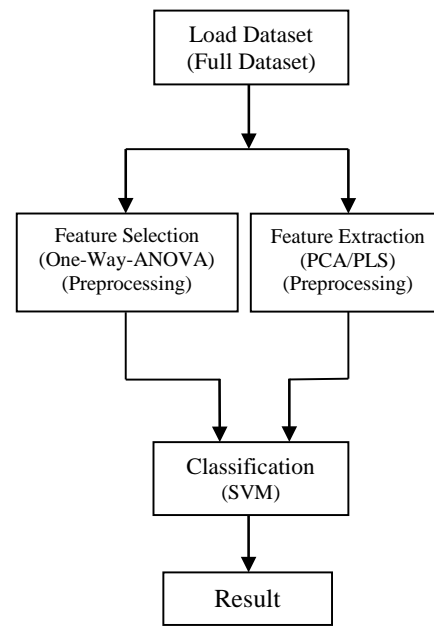 Load Dataset
(Full Dataset)
Feature Selection
(One-Way-ANOVA)
(Preprocessing)
Feature Extraction
(PCA/PLS)
(Preprocessing)
Classification
(SVM)
Result